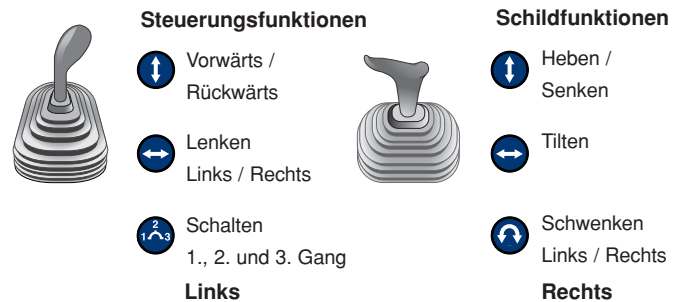 Steuerungsfunktionen
Vorwärts /
Rückwärts
Lenken
Links / Rechts
1 2 3
Schalten
1., 2. und 3. Gang
Links
Schildfunktionen
Heben /
Senken
Tilten
Schwenken
Links / Rechts
Rechts